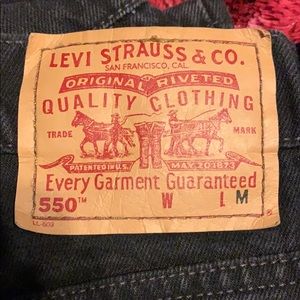 LEVI STRAUSS & CO.
SAN FRANCISCO, CAL.
ORIGINAL RIVETED
QUALITY CLOTHING
TRADE MARK
PATENTED IN U.S. MAY 20 1873
Every Garment Guaranteed
550™ W L M